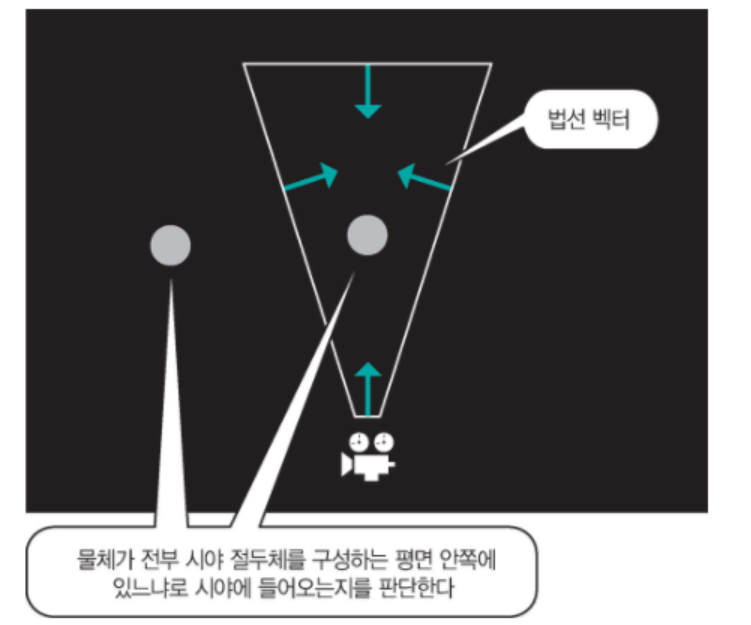 법선 벡터
물체가 전부 시야 절두체를 구성하는 평면 안쪽에
있느냐로 시야에 들어오는지를 판단한다